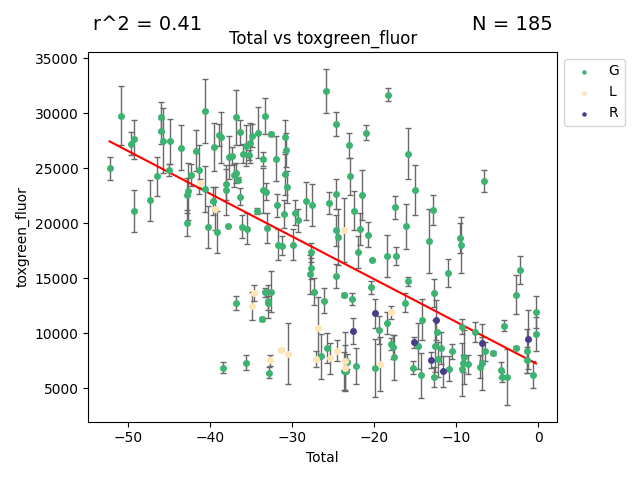 r^2 = 0.41 N = 185
Total vs toxgreen_fluor
35000
30000
25000
20000
15000
10000
5000
toxgreen_fluor
−50 −40 −30 −20 −10 0
Total
G
L
R